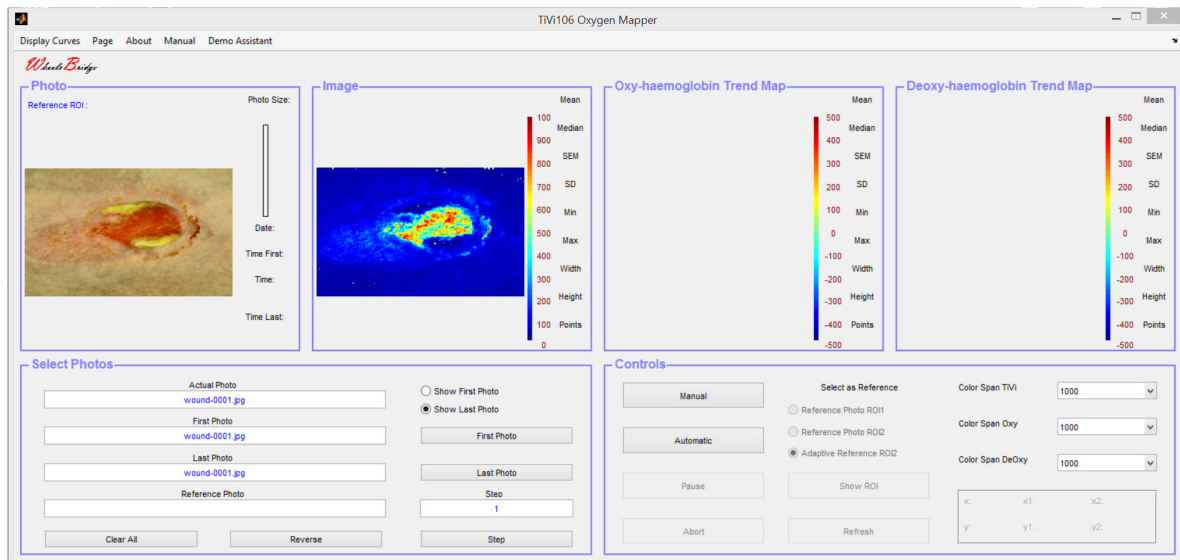 TiVi106 Oxygen Mapper
Display Curves Page About Manual Demo Assistant
WheelsBridge
Photo
Reference ROI :
Photo Size:
Date:
Time First:
Time:
Time Last:
Image
100
900
800
700
600
500
400
300
200
100
0
Mean
Median
SEM
SD
Min
Max
Width
Height
Points
Oxy-haemoglobin Trend Map
500
400
300
200
100
0
-100
-200
-300
-400
-500
Mean
Median
SEM
SD
Min
Max
Width
Height
Points
Deoxy-haemoglobin Trend Map
500
400
300
200
100
0
-100
-200
-300
-400
-500
Mean
Median
SEM
SD
Min
Max
Width
Height
Points
Select Photos
Actual Photo
wound-0001.jpg
First Photo
wound-0001.jpg
Last Photo
wound-0001.jpg
Reference Photo
Clear All
Reverse
Show First Photo
Show Last Photo
First Photo
Last Photo
Step
1
Step
Controls
Manual
Automatic
Pause
Abort
Select as Reference
Reference Photo ROI1
Reference Photo ROI2
Adaptive Reference ROI2
Show ROI
Refresh
Color Span TiVi 1000
Color Span Oxy 1000
Color Span DeOxy 1000
x: x1: x2:
y: y1: y2: